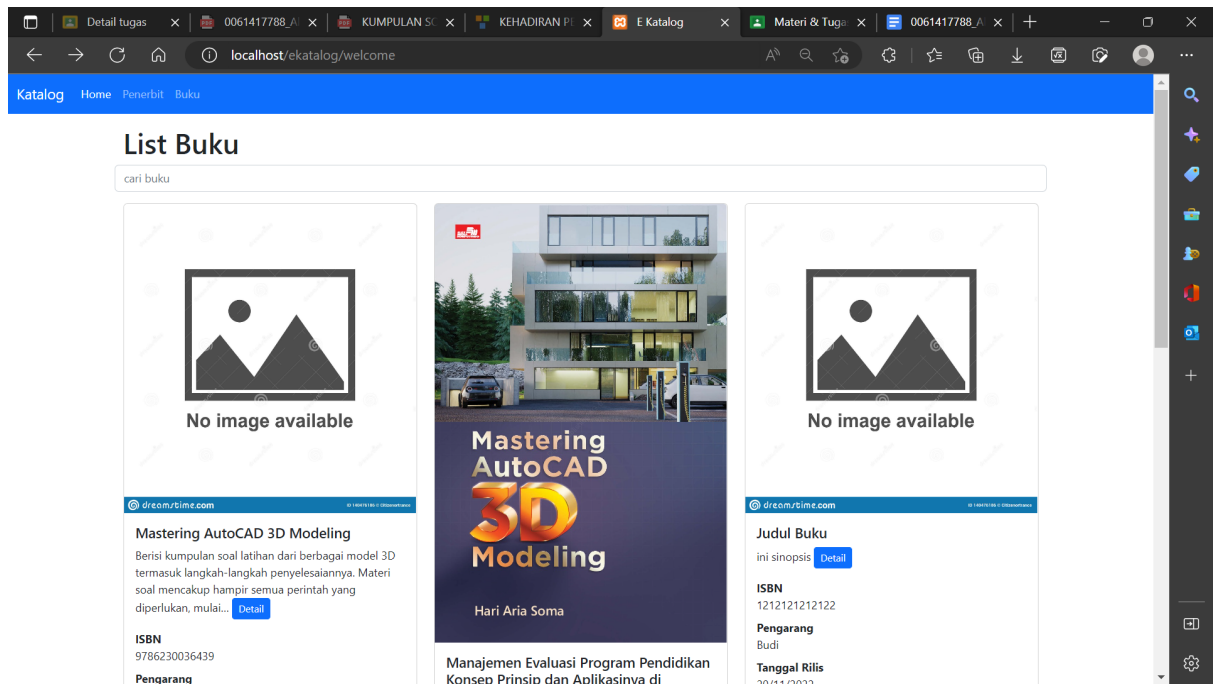 Detail tugas
0061417788_A
KUMPULAN SO
KEHADIRAN PE
E Katalog
Materi & Tuga
0061417788_A
localhost/ekatalog/welcome
Katalog Home Penerbit Buku
List Buku
cari buku
No image available
dreamstime.com
Mastering AutoCAD 3D Modeling
Berisi kumpulan soal latihan dari berbagai model 3D
termasuk langkah-langkah penyelesaiannya. Materi
soal mencakup hampir semua perintah yang
diperlukan, mulai... Detail
ISBN
9786230036439
Pengarang
Mastering
AutoCAD
3D
Modeling
Hari Aria Soma
Manajemen Evaluasi Program Pendidikan
Konsep Prinsip dan Aplikasinya di
No image available
dreamstime.com
Judul Buku
ini sinopsis Detail
ISBN
1212121212122
Pengarang
Budi
Tanggal Rilis